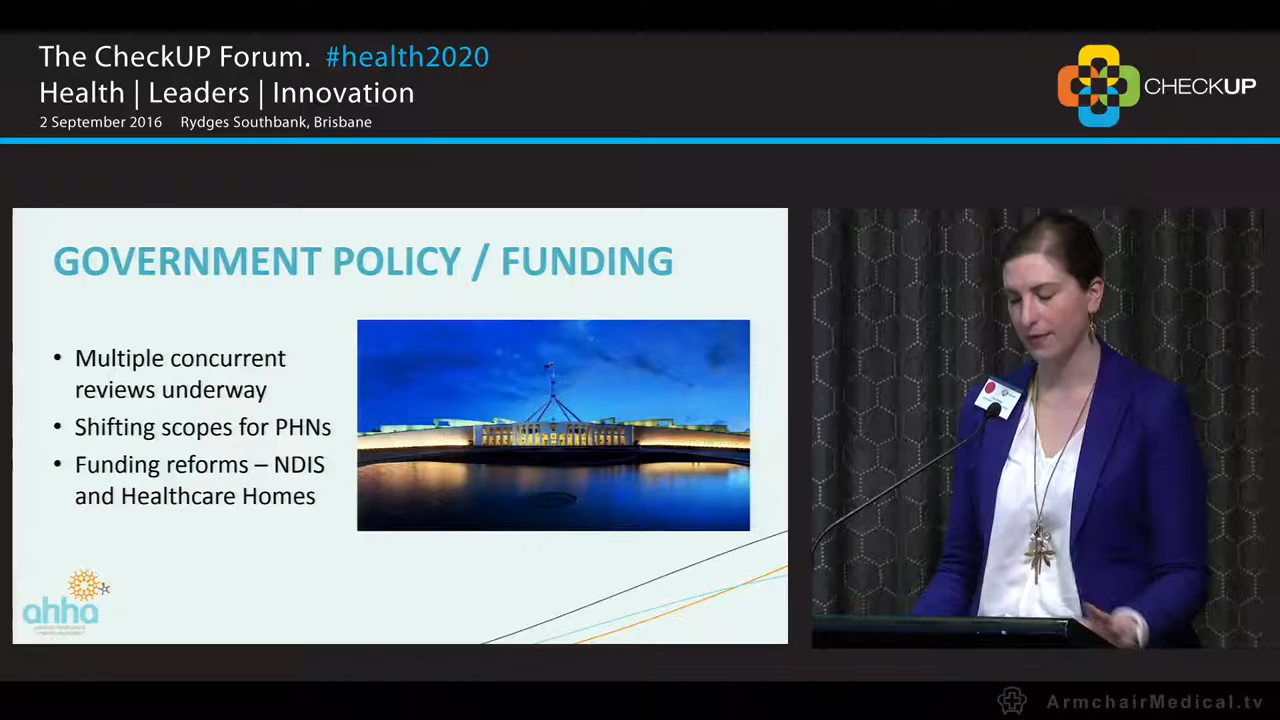 The CheckUP Forum. #health2020
Health | Leaders | Innovation
2 September 2016 Rydges Southbank, Brisbane
CHECKUP
GOVERNMENT POLICY / FUNDING
• Multiple concurrent
reviews underway
• Shifting scopes for PHNs
• Funding reforms – NDIS
and Healthcare Homes
ahha
ArmchairMedical.tv